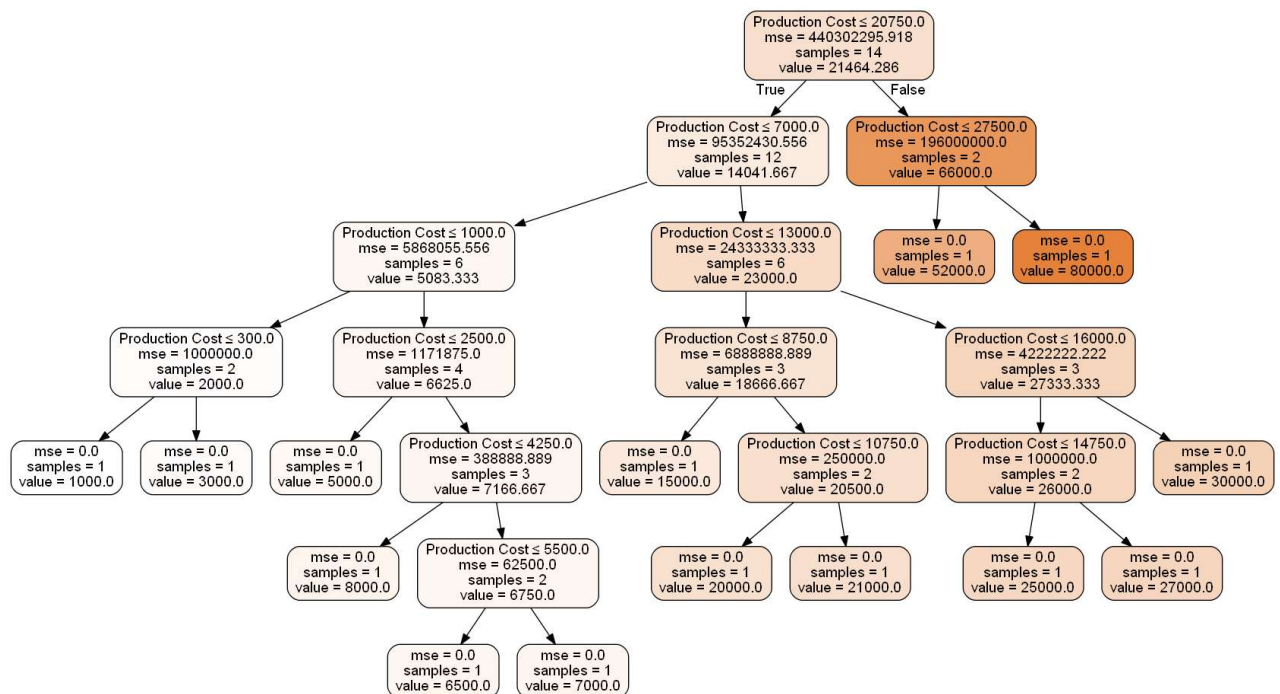 Production Cost ≤ 20750.0
mse = 440302295.918
samples = 14
value = 21464.286
True
False
Production Cost ≤ 7000.0
mse = 95352430.556
samples = 12
value = 14041.667
Production Cost ≤ 27500.0
mse = 196000000.0
samples = 2
value = 66000.0
Production Cost ≤ 1000.0
mse = 5868055.556
samples = 6
value = 5083.333
Production Cost ≤ 13000.0
mse = 24333333.333
samples = 6
value = 23000.0
mse = 0.0
samples = 1
value = 52000.0
mse = 0.0
samples = 1
value = 80000.0
Production Cost ≤ 300.0
mse = 1000000.0
samples = 2
value = 2000.0
Production Cost ≤ 2500.0
mse = 1171875.0
samples = 4
value = 6625.0
Production Cost ≤ 8750.0
mse = 6888888.889
samples = 3
value = 18666.667
Production Cost ≤ 16000.0
mse = 4222222.222
samples = 3
value = 27333.333
mse = 0.0
samples = 1
value = 1000.0
mse = 0.0
samples = 1
value = 3000.0
mse = 0.0
samples = 1
value = 5000.0
Production Cost ≤ 4250.0
mse = 388888.889
samples = 3
value = 7166.667
mse = 0.0
samples = 1
value = 15000.0
Production Cost ≤ 10750.0
mse = 250000.0
samples = 2
value = 20500.0
Production Cost ≤ 14750.0
mse = 1000000.0
samples = 2
value = 26000.0
mse = 0.0
samples = 1
value = 30000.0
mse = 0.0
samples = 1
value = 8000.0
Production Cost ≤ 5500.0
mse = 62500.0
samples = 2
value = 6750.0
mse = 0.0
samples = 1
value = 20000.0
mse = 0.0
samples = 1
value = 21000.0
mse = 0.0
samples = 1
value = 25000.0
mse = 0.0
samples = 1
value = 27000.0
mse = 0.0
samples = 1
value = 6500.0
mse = 0.0
samples = 1
value = 7000.0